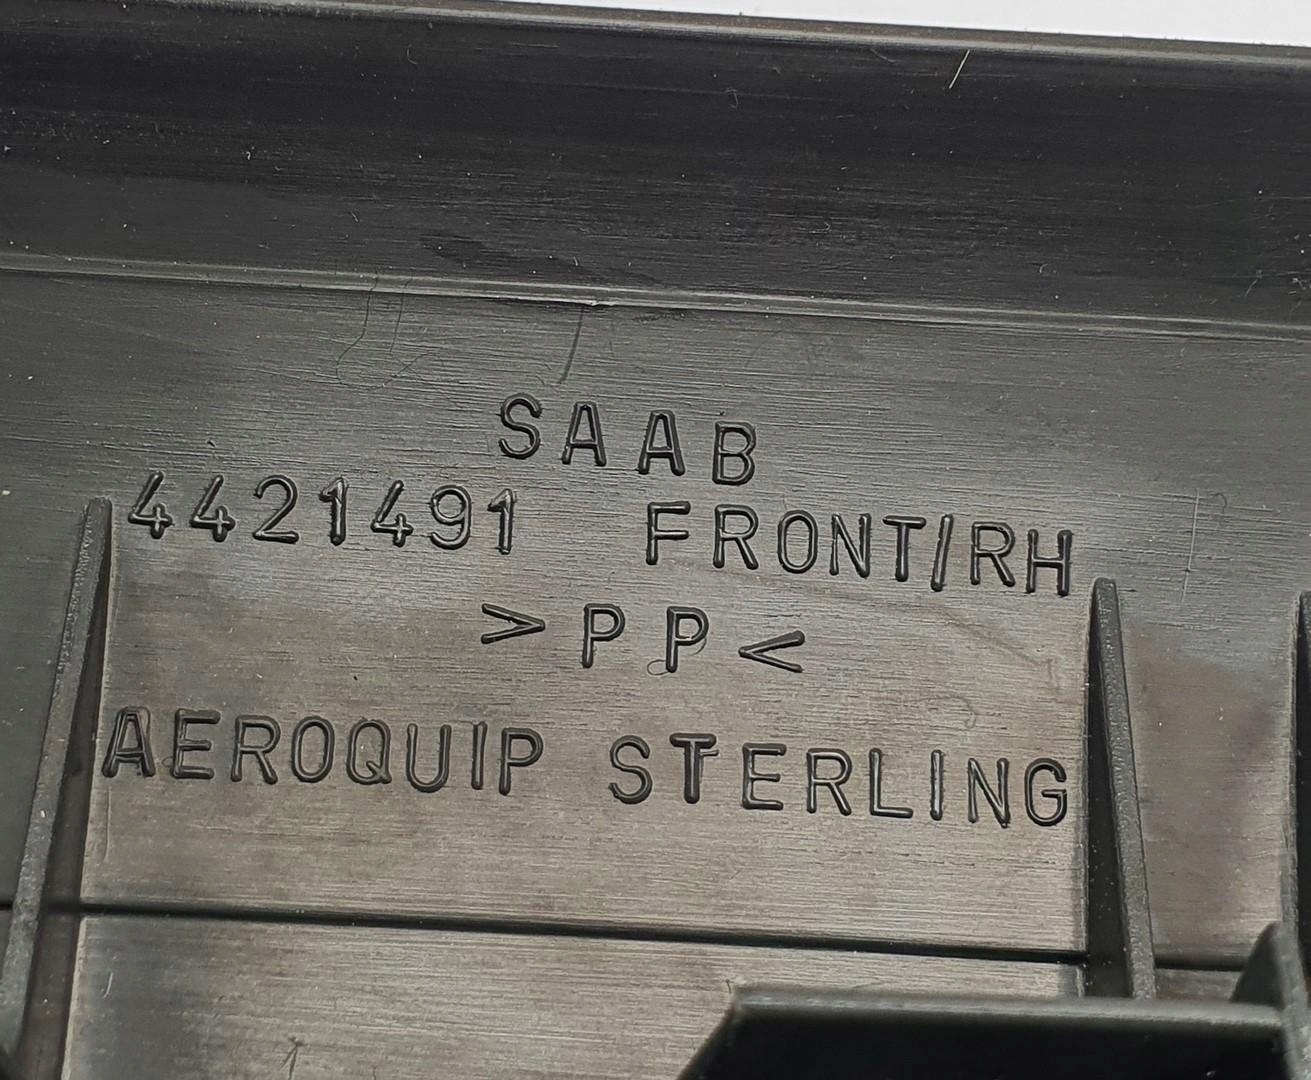 SAAB
4421491 FRONT/RH
>PP<
AEROQUIP STERLING